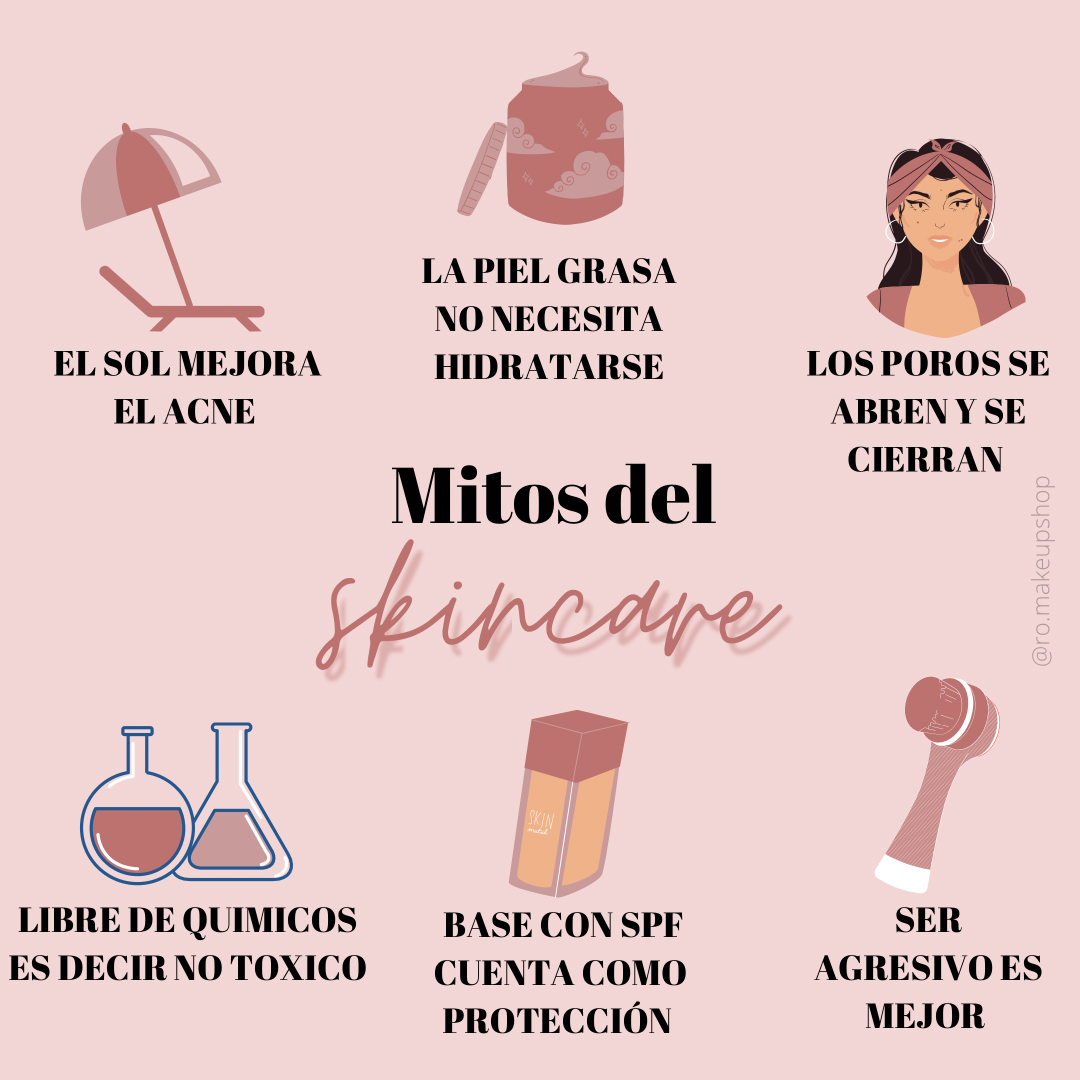 EL SOL MEJORA
EL ACNE
LA PIEL GRASA
NO NECESITA
HIDRATARSE
LOS POROS SE
ABREN Y SE
CIERRAN
Mitos del
skincare
@ro.makeupshop
LIBRE DE QUIMICOS
ES DECIR NO TOXICO
SKIN
match
BASE CON SPF
CUENTA COMO
PROTECCIÓN
SER
AGRESIVO ES
MEJOR